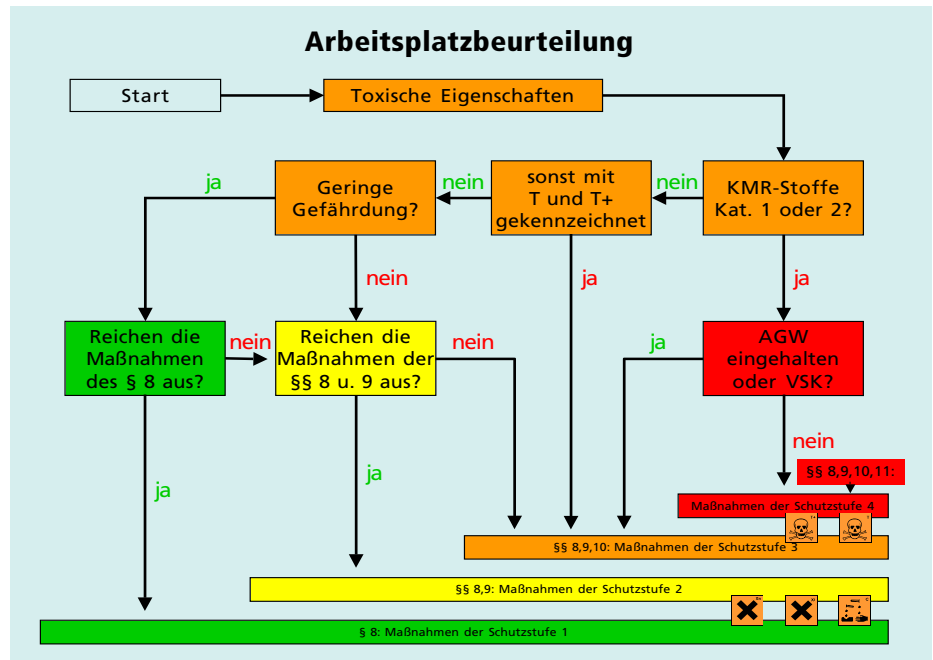 Arbeitsplatzbeurteilung
Start
Toxische Eigenschaften
ja
Geringe
Gefährdung?
nein
sonst mit
T und T+
gekennzeichnet
nein
KMR-Stoffe
Kat. 1 oder 2?
nein
ja
ja
Reichen die
Maßnahmen
des § 8 aus?
nein
Reichen die
Maßnahmen der
§§ 8 u. 9 aus?
nein
ja
AGW
eingehalten
oder VSK?
ja
ja
nein
§§ 8,9,10,11:
Maßnahmen der Schutzstufe 4
§§ 8,9,10: Maßnahmen der Schutzstufe 3
§§ 8,9: Maßnahmen der Schutzstufe 2
§ 8: Maßnahmen der Schutzstufe 1